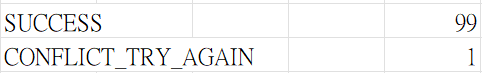 SUCCESS 99
CONFLICT_TRY_AGAIN 1